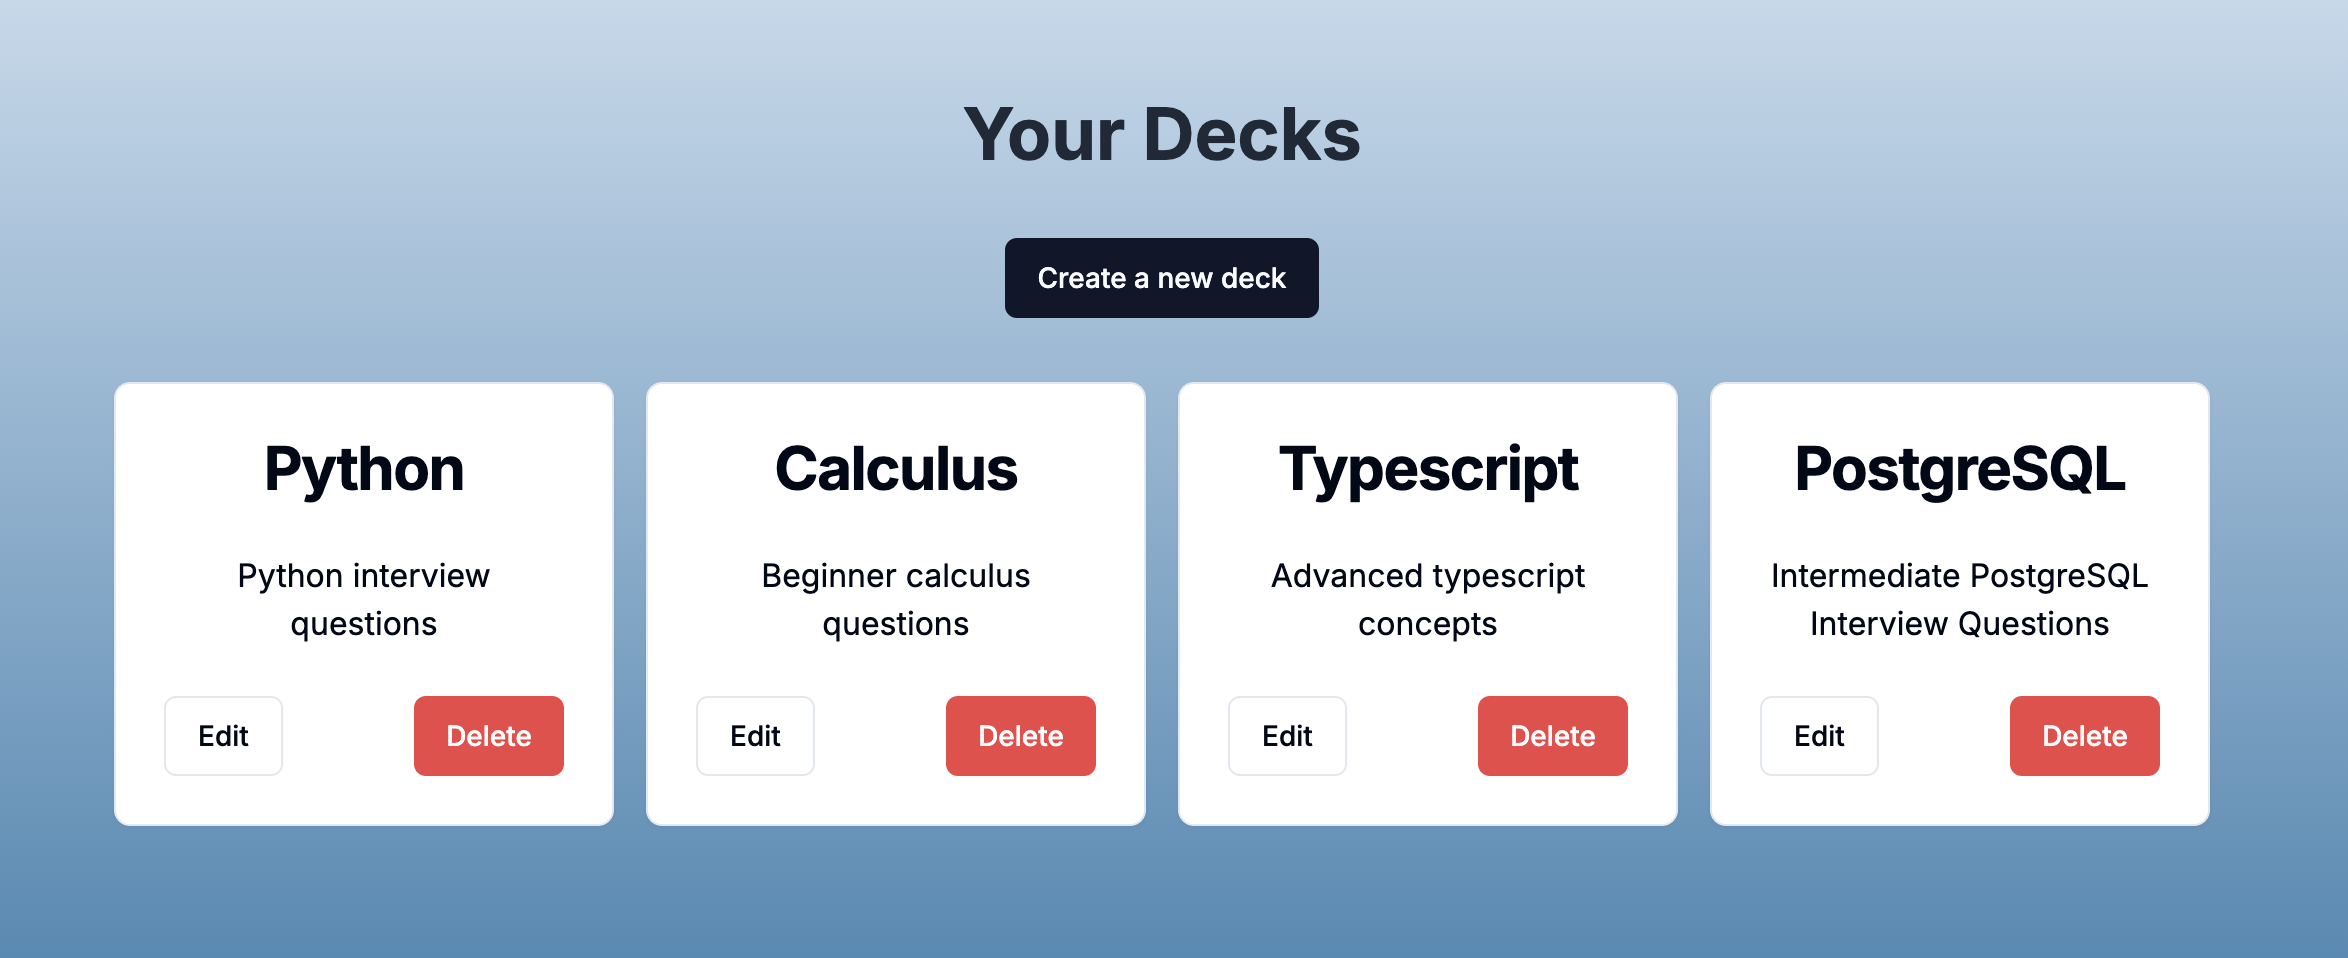 Your Decks
Create a new deck
Python
Python interview
questions
Edit
Delete
Calculus
Beginner calculus
questions
Edit
Delete
Typescript
Advanced typescript
concepts
Edit
Delete
PostgreSQL
Intermediate PostgreSQL
Interview Questions
Edit
Delete